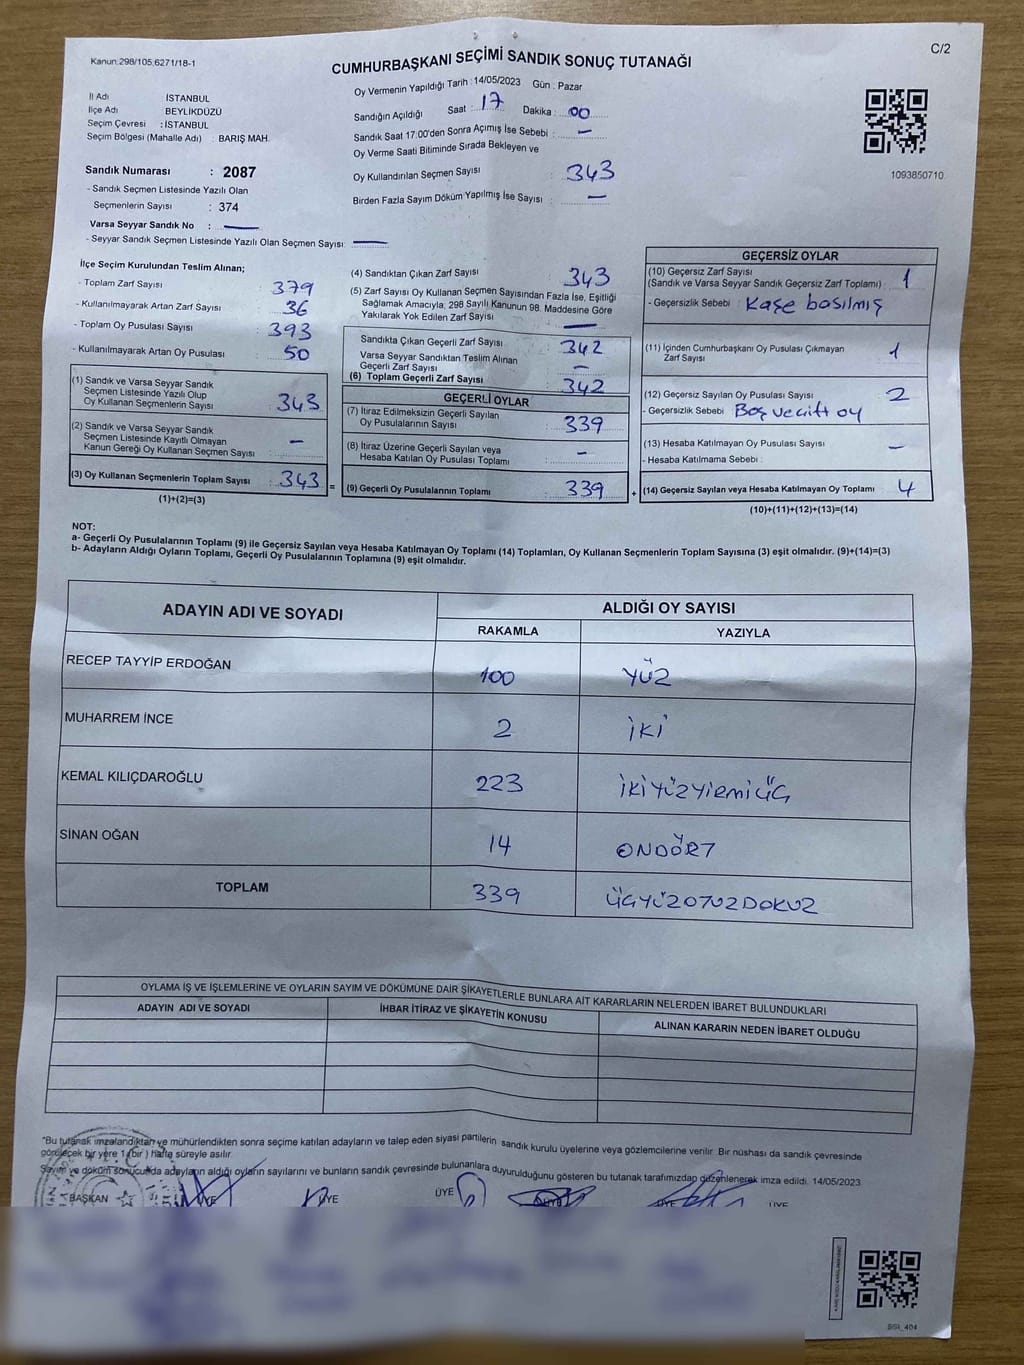 Kanun:298/105,6271/18-1
C/2
CUMHURBAŞKANI SEÇİMİ SANDIK SONUÇ TUTANAĞI
Oy Vermenin Yapıldığı Tarih : 14/05/2023 Gün : Pazar
İl Adı İSTANBUL
İlçe Adı BEYLİKDÜZÜ
Seçim Çevresi : İSTANBUL
Seçim Bölgesi (Mahalle Adı) : BARIŞ MAH.
Sandığın Açıldığı Saat : 17 Dakika : 00
Sandık Saat 17:00'den Sonra Açımış İse Sebebi : —
Oy Verme Saati Bitiminde Sırada Bekleyen ve
Oy Kullandırılan Seçmen Sayısı : 343
Birden Fazla Sayım Döküm Yapılmış İse Sayısı : —
1093850710
Sandık Numarası : 2087
- Sandık Seçmen Listesinde Yazılı Olan
Seçmenlerin Sayısı : 374
Varsa Seyyar Sandık No : —
- Seyyar Sandık Seçmen Listesinde Yazılı Olan Seçmen Sayısı: —
İlçe Seçim Kurulundan Teslim Alınan;
- Toplam Zarf Sayısı : 379
- Kullanılmayarak Artan Zarf Sayısı : 36
- Toplam Oy Pusulası Sayısı : 393
- Kullanılmayarak Artan Oy Pusulası : 50
(1) Sandık ve Varsa Seyyar Sandık
Seçmen Listesinde Yazılı Olup
Oy Kullanan Seçmenlerin Sayısı : 343
(2) Sandık ve Varsa Seyyar Sandık
Seçmen Listesinde Kayıtlı Olmayan
Kanun Gereği Oy Kullanan Seçmen Sayısı : —
(3) Oy Kullanan Seçmenlerin Toplam Sayısı : 343 =
(1)+(2)=(3)
(4) Sandıktan Çıkan Zarf Sayısı : 343
(5) Zarf Sayısı Oy Kullanan Seçmen Sayısından Fazla İse, Eşitliği
Sağlamak Amacıyla, 298 Sayılı Kanunun 98. Maddesine Göre
Yakılarak Yok Edilen Zarf Sayısı : —
Sandıkta Çıkan Geçerli Zarf Sayısı : 342
Varsa Seyyar Sandıktan Teslim Alınan
Geçerli Zarf Sayısı : —
(6) Toplam Geçerli Zarf Sayısı : 342
GEÇERLİ OYLAR
(7) İtiraz Edilmeksizin Geçerli Sayılan
Oy Pusulalarının Sayısı : 339
(8) İtiraz Üzerine Geçerli Sayılan veya
Hesaba Katılan Oy Pusulası Toplamı : —
(9) Geçerli Oy Pusulalarının Toplamı : 339 +
GEÇERSİZ OYLAR
(10) Geçersiz Zarf Sayısı
(Sandık ve Varsa Seyyar Sandık Geçersiz Zarf Toplamı) : 1
- Geçersizlik Sebebi : Kaşe basılmış
(11) İçinden Cumhurbaşkanı Oy Pusulası Çıkmayan
Zarf Sayısı : 1
(12) Geçersiz Sayılan Oy Pusulası Sayısı : 2
- Geçersizlik Sebebi : Boş ve çift oy
(13) Hesaba Katılmayan Oy Pusulası Sayısı : —
- Hesaba Katılmama Sebebi :
(14) Geçersiz Sayılan veya Hesaba Katılmayan Oy Toplamı : 4
(10)+(11)+(12)+(13)=(14)
NOT:
a- Geçerli Oy Pusulalarının Toplamı (9) ile Geçersiz Sayılan veya Hesaba Katılmayan Oy Toplamı (14) Toplamları, Oy Kullanan Seçmenlerin Toplam Sayısına (3) eşit olmalıdır. (9)+(14)=(3)
b- Adayların Aldığı Oyların Toplamı, Geçerli Oy Pusulalarının Toplamına (9) eşit olmalıdır.
ADAYIN ADI VE SOYADI ALDIĞI OY SAYISI
RAKAMLA YAZIYLA
RECEP TAYYİP ERDOĞAN 100 YÜZ
MUHARREM İNCE 2 İKİ
KEMAL KILIÇDAROĞLU 223 İKİYÜZYİRMİÜÇ
SİNAN OĞAN 14 ONDÖRT
TOPLAM 339 ÜÇYÜZOTUZDOKUZ
OYLAMA İŞ VE İŞLEMLERİNE VE OYLARIN SAYIM VE DÖKÜMÜNE DAİR ŞİKAYETLERLE BUNLARA AİT KARARLARIN NELERDEN İBARET BULUNDUKLARI
ADAYIN ADI VE SOYADI İHBAR İTİRAZ VE ŞİKAYETİN KONUSU ALINAN KARARIN NEDEN İBARET OLDUĞU
"Bu tutanak imzalandıktan ve mühürlendikten sonra seçime katılan adayların ve talep eden siyasi partilerin sandık kurulu üyelerine veya gözlemcilerine verilir. Bir nüshası da sandık çevresinde
görülecek bir yere 1 (bir) hafta süreyle asılır.
Sayım ve döküm sonucunda adayların aldığı oyların sayılarını ve bunların sandık çevresinde bulunanlara duyurulduğunu gösteren bu tutanak tarafımızdan düzenlenerek imza edildi. 14/05/2023
BAŞKAN ÜYE ÜYE ÜYE ÜYE ÜYE ÜYE